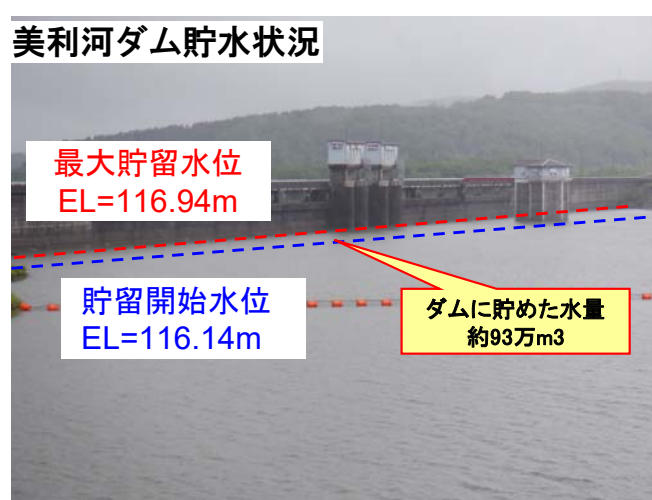 美利河ダム貯水状況
最大貯留水位
EL=116.94m
貯留開始水位
EL=116.14m
ダムに貯めた水量
約93万m3